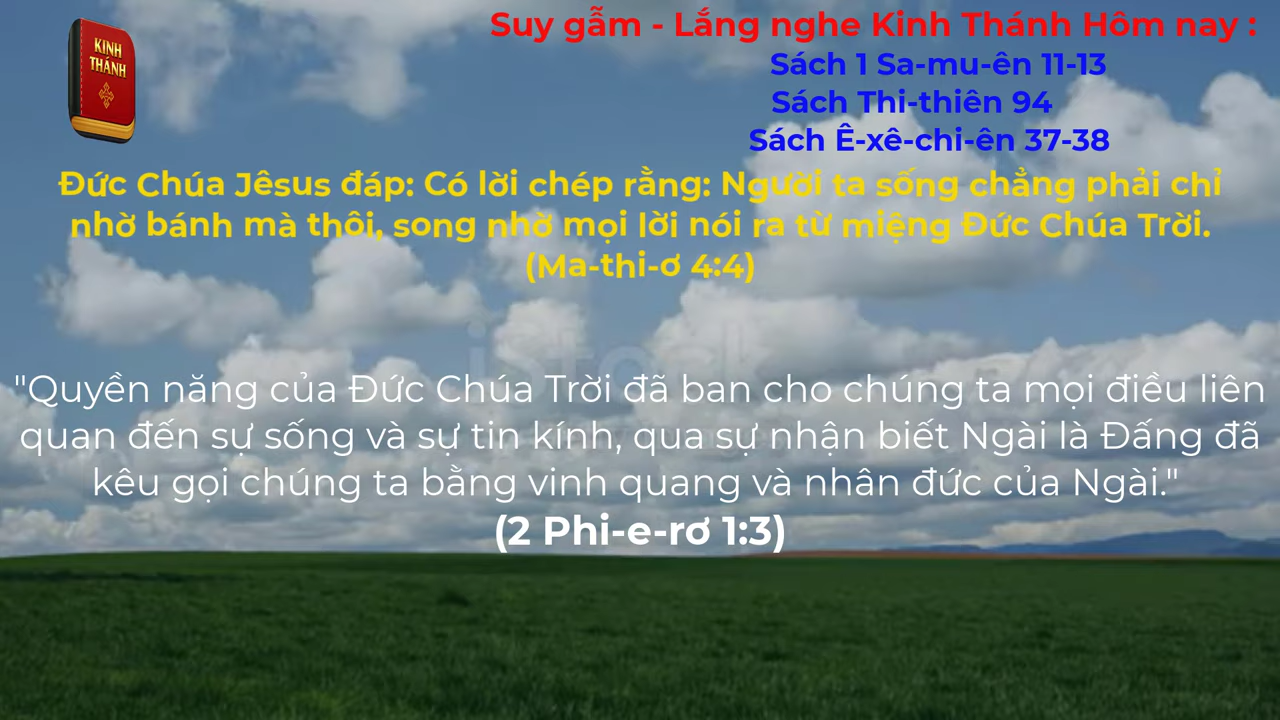 KINH
THÁNH
Suy gẫm - Lắng nghe Kinh Thánh Hôm nay :
Sách 1 Sa-mu-ên 11-13
Sách Thi-thiên 94
Sách Ê-xê-chi-ên 37-38
Đức Chúa Jêsus đáp: Có lời chép rằng: Người ta sống chẳng phải chỉ
nhờ bánh mà thôi, song nhờ mọi lời nói ra từ miệng Đức Chúa Trời.
(Ma-thi-ơ 4:4)
iStock
"Quyền năng của Đức Chúa Trời đã ban cho chúng ta mọi điều liên
quan đến sự sống và sự tin kính, qua sự nhận biết Ngài là Đấng đã
kêu gọi chúng ta bằng vinh quang và nhân đức của Ngài."
(2 Phi-e-rơ 1:3)